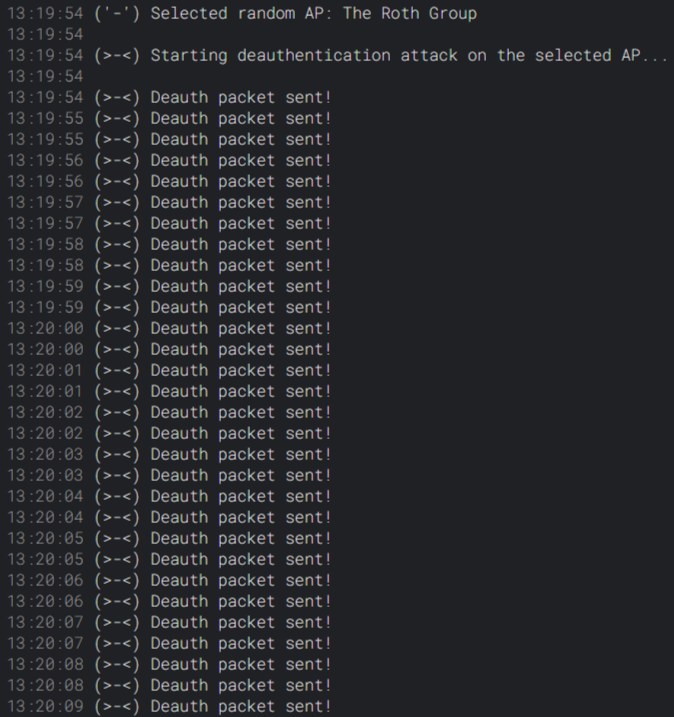 13:19:54 ('-') Selected random AP: The Roth Group
13:19:54
13:19:54 (>-<) Starting deauthentication attack on the selected AP...
13:19:54
13:19:54 (>-<) Deauth packet sent!
13:19:55 (>-<) Deauth packet sent!
13:19:55 (>-<) Deauth packet sent!
13:19:56 (>-<) Deauth packet sent!
13:19:56 (>-<) Deauth packet sent!
13:19:57 (>-<) Deauth packet sent!
13:19:57 (>-<) Deauth packet sent!
13:19:58 (>-<) Deauth packet sent!
13:19:58 (>-<) Deauth packet sent!
13:19:59 (>-<) Deauth packet sent!
13:19:59 (>-<) Deauth packet sent!
13:20:00 (>-<) Deauth packet sent!
13:20:00 (>-<) Deauth packet sent!
13:20:01 (>-<) Deauth packet sent!
13:20:01 (>-<) Deauth packet sent!
13:20:02 (>-<) Deauth packet sent!
13:20:02 (>-<) Deauth packet sent!
13:20:03 (>-<) Deauth packet sent!
13:20:03 (>-<) Deauth packet sent!
13:20:04 (>-<) Deauth packet sent!
13:20:04 (>-<) Deauth packet sent!
13:20:05 (>-<) Deauth packet sent!
13:20:05 (>-<) Deauth packet sent!
13:20:06 (>-<) Deauth packet sent!
13:20:06 (>-<) Deauth packet sent!
13:20:07 (>-<) Deauth packet sent!
13:20:07 (>-<) Deauth packet sent!
13:20:08 (>-<) Deauth packet sent!
13:20:08 (>-<) Deauth packet sent!
13:20:09 (>-<) Deauth packet sent!